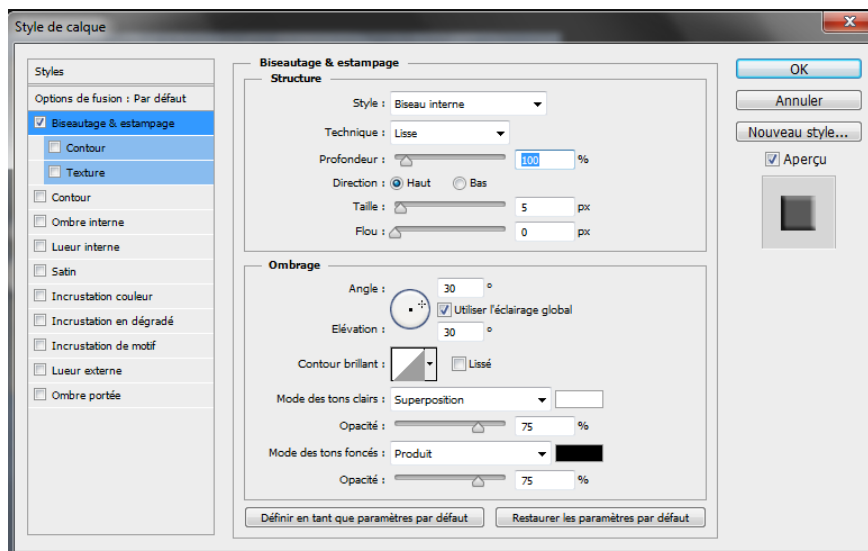 Style de calque
Styles
Options de fusion : Par défaut
Biseautage & estampage
Contour
Texture
Contour
Ombre interne
Lueur interne
Satin
Incrustation couleur
Incrustation en dégradé
Incrustation de motif
Lueur externe
Ombre portée
Biseautage & estampage
Structure
Style : Biseau interne
Technique : Lisse
Profondeur : 100 %
Direction : Haut Bas
Taille : 5 px
Flou : 0 px
Ombrage
Angle : 30 °
Utiliser l'éclairage global
Elévation : 30 °
Contour brillant : Lissé
Mode des tons clairs : Superposition
Opacité : 75 %
Mode des tons foncés : Produit
Opacité : 75 %
Définir en tant que paramètres par défaut Restaurer les paramètres par défaut
OK
Annuler
Nouveau style...
Aperçu